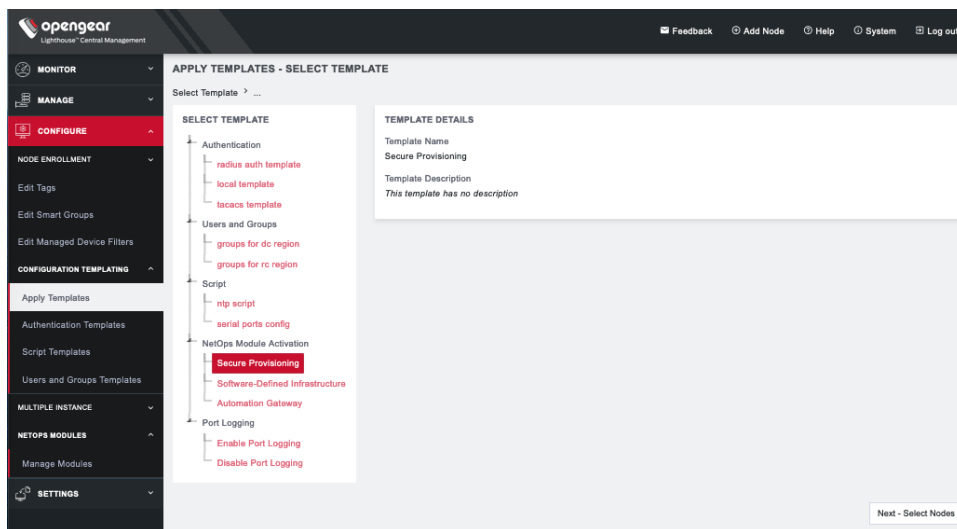 opengear
Lighthouse™ Central Management
Feedback
Add Node
Help
System
Log out
MONITOR
MANAGE
CONFIGURE
NODE ENROLLMENT
Edit Tags
Edit Smart Groups
Edit Managed Device Filters
CONFIGURATION TEMPLATING
Apply Templates
Authentication Templates
Script Templates
Users and Groups Templates
MULTIPLE INSTANCE
NETOPS MODULES
Manage Modules
SETTINGS
APPLY TEMPLATES - SELECT TEMPLATE
Select Template > ...
SELECT TEMPLATE
Authentication
radius auth template
local template
tacacs template
Users and Groups
groups for dc region
groups for rc region
Script
ntp script
serial ports config
NetOps Module Activation
Secure Provisioning
Software-Defined Infrastructure
Automation Gateway
Port Logging
Enable Port Logging
Disable Port Logging
TEMPLATE DETAILS
Template Name
Secure Provisioning
Template Description
This template has no description
Next - Select Nodes